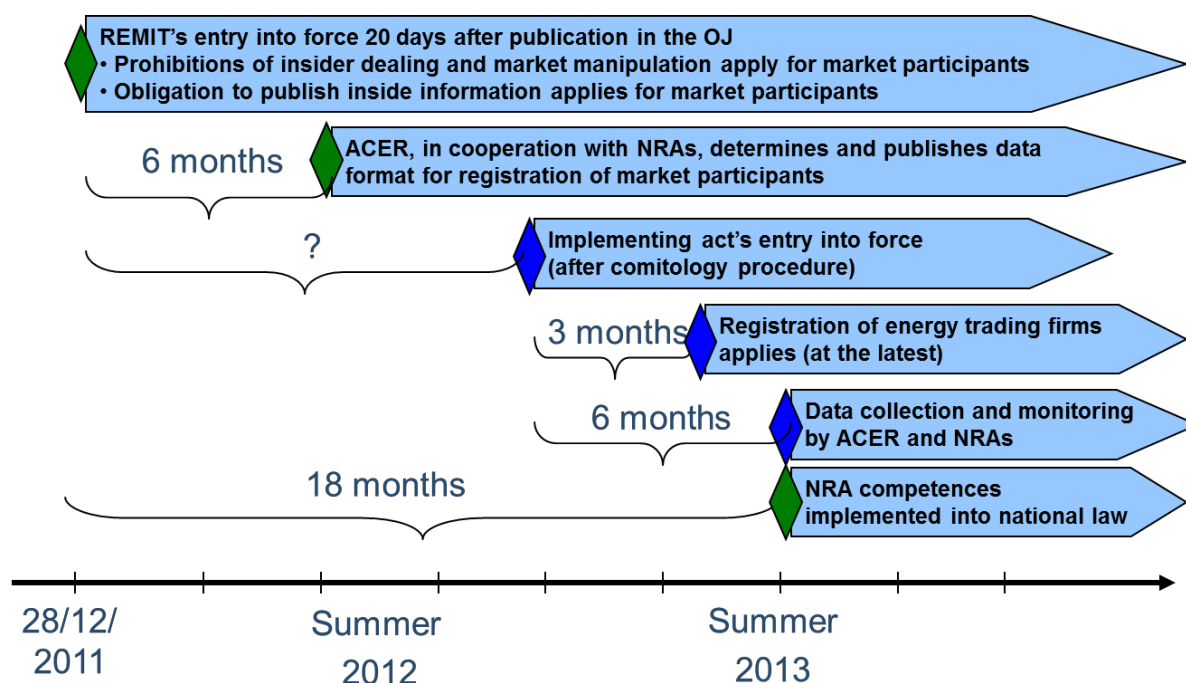 REMIT's entry into force 20 days after publication in the OJ
• Prohibitions of insider dealing and market manipulation apply for market participants
• Obligation to publish inside information applies for market participants
6 months
ACER, in cooperation with NRAs, determines and publishes data
format for registration of market participants
?
Implementing act's entry into force
(after comitology procedure)
3 months
Registration of energy trading firms
applies (at the latest)
6 months
Data collection and monitoring
by ACER and NRAs
18 months
NRA competences
implemented into national law
28/12/
2011
Summer
2012
Summer
2013